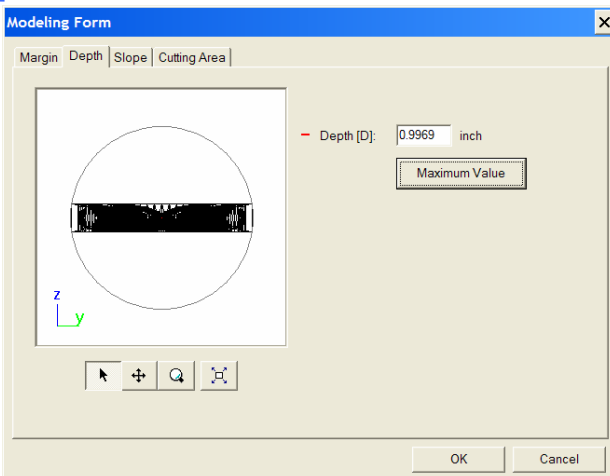 Modeling Form
Margin Depth Slope Cutting Area
Depth [D]: 0.9969 inch
Maximum Value
z
y
OK Cancel